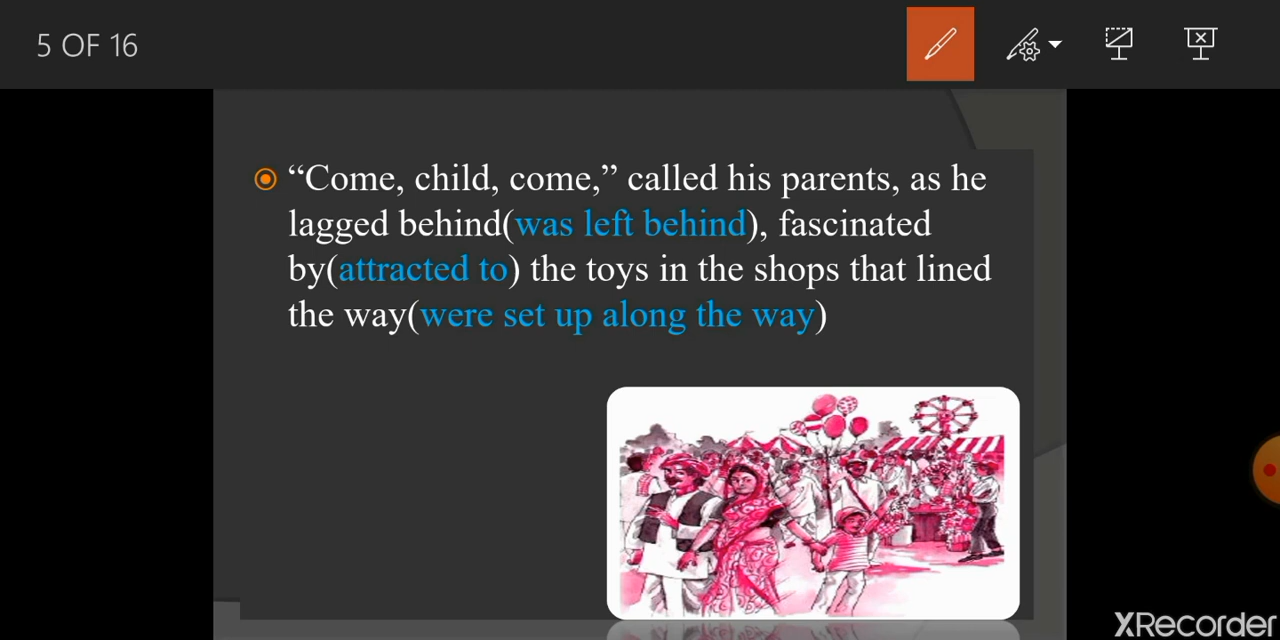 5 OF 16
“Come, child, come,” called his parents, as he
lagged behind(was left behind), fascinated
by(attracted to) the toys in the shops that lined
the way(were set up along the way)
XRecorder